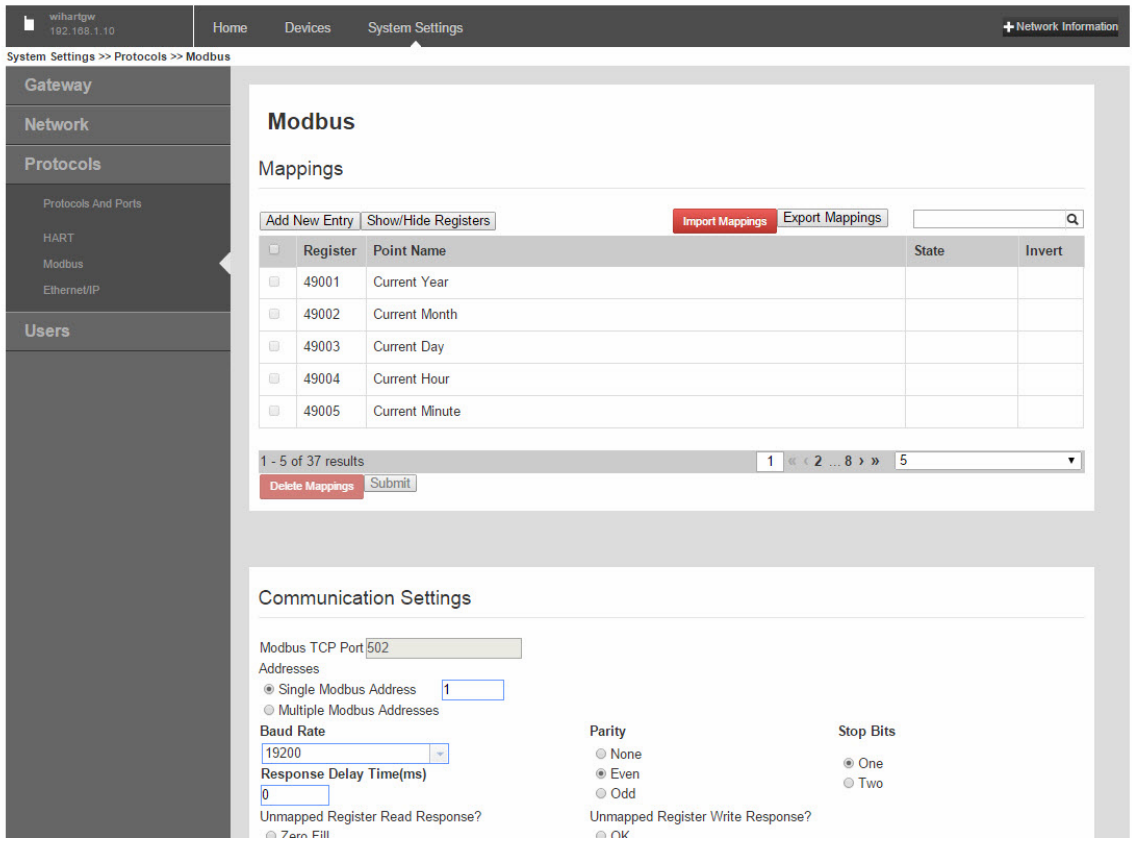 wihartgw
192.168.1.10
Home Devices System Settings
Network Information
System Settings >> Protocols >> Modbus
Gateway
Network
Protocols
Protocols And Ports
HART
Modbus
Ethernet/IP
Users
Modbus
Mappings
Add New Entry Show/Hide Registers Import Mappings Export Mappings
Register Point Name State Invert
49001 Current Year
49002 Current Month
49003 Current Day
49004 Current Hour
49005 Current Minute
1 - 5 of 37 results 1 « ‹ 2 ... 8 › » 5
Delete Mappings Submit
Communication Settings
Modbus TCP Port 502
Addresses
Single Modbus Address 1
Multiple Modbus Addresses
Baud Rate Parity Stop Bits
19200 None One
Response Delay Time(ms) Even Two
0 Odd
Unmapped Register Read Response? Unmapped Register Write Response?
Zero Fill OK